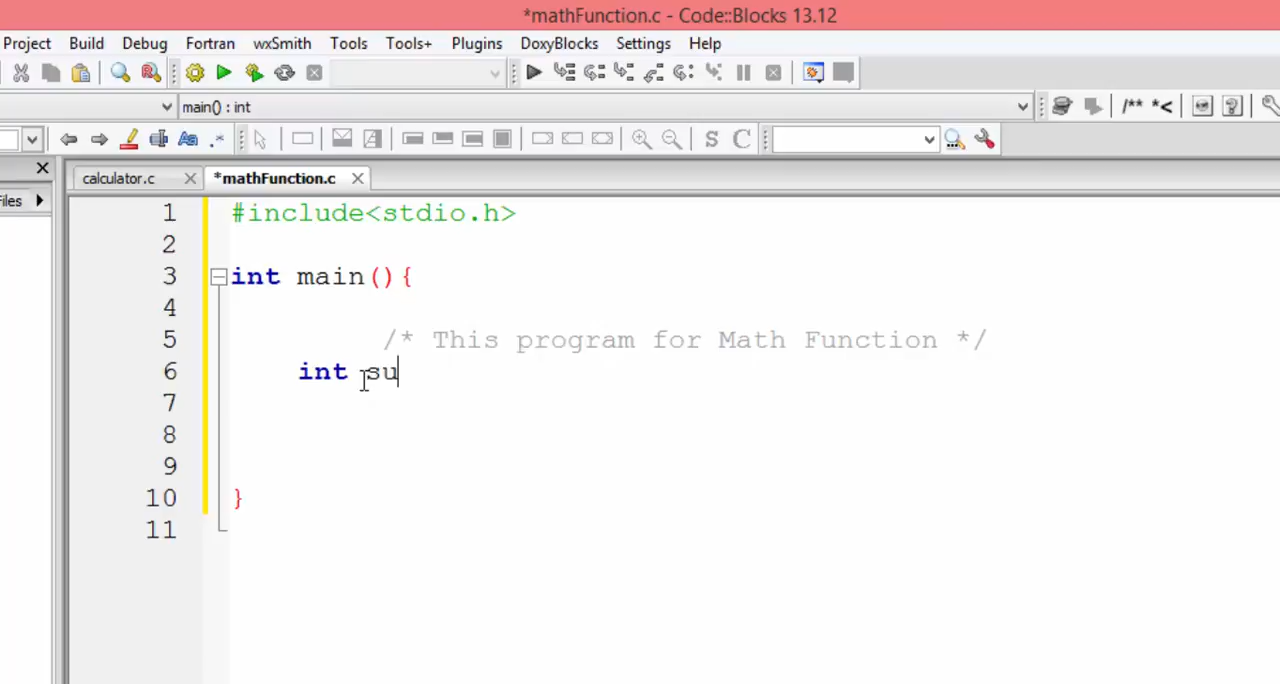 *mathFunction.c - Code::Blocks 13.12
Project Build Debug Fortran wxSmith Tools Tools+ Plugins DoxyBlocks Settings Help
main() : int
/** *<
Aa .* S C
Files
calculator.c *mathFunction.c
1 #include<stdio.h>
2
3 int main(){
4
5 /* This program for Math Function */
6 int su
7
8
9
10 }
11